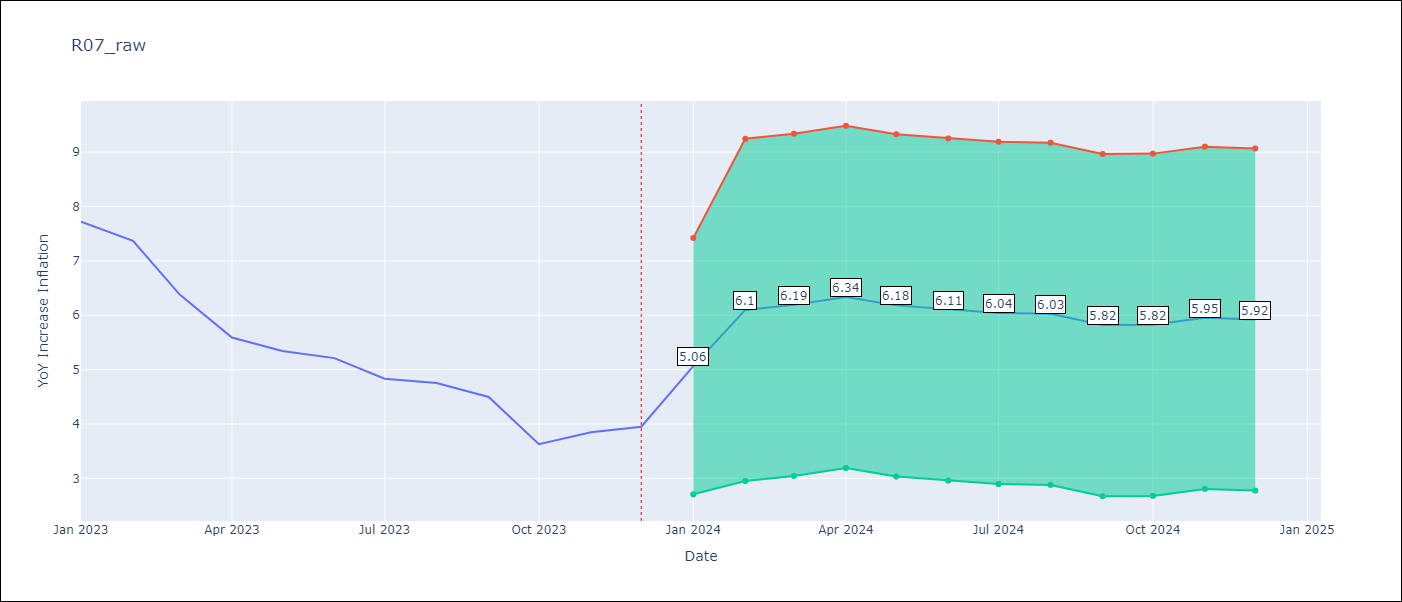 R07_raw
YoY Increase Inflation
9
8
7
6
5
4
3
5.06
6.1
6.19
6.34
6.18
6.11
6.04
6.03
5.82
5.82
5.95
5.92
Jan 2023
Apr 2023
Jul 2023
Oct 2023
Jan 2024
Apr 2024
Jul 2024
Oct 2024
Jan 2025
Date